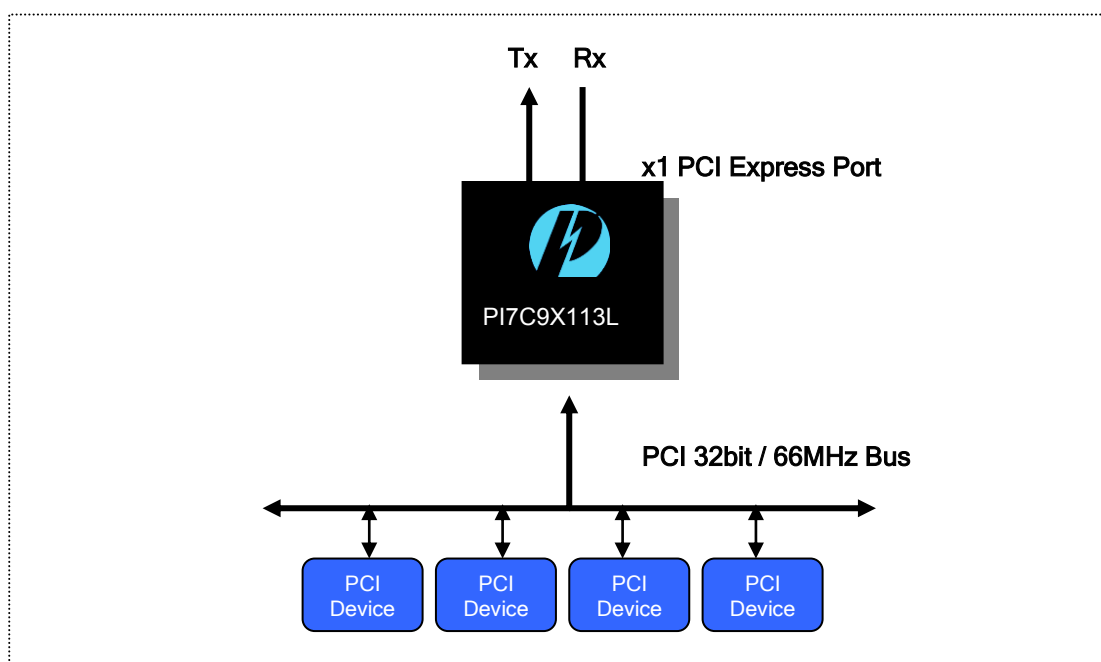 Tx Rx
x1 PCI Express Port
PI7C9X113L
PCI 32bit / 66MHz Bus
PCI
Device
PCI
Device
PCI
Device
PCI
Device